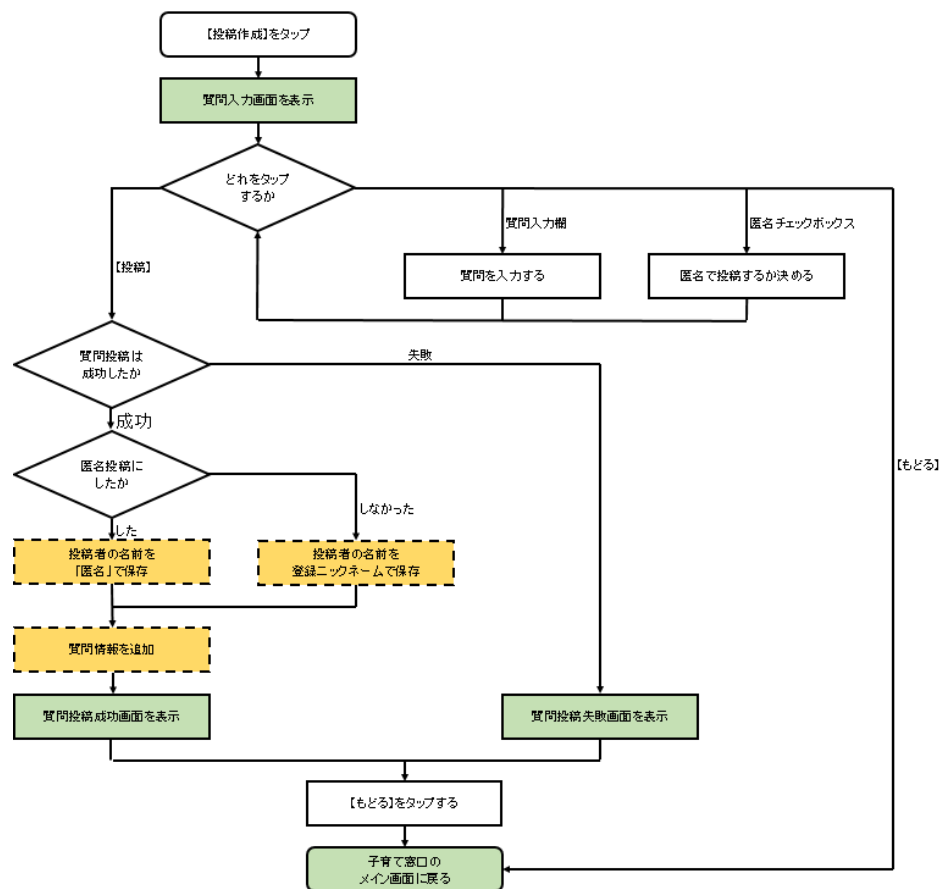 【投稿作成】をタップ
質問入力画面を表示
どれをタップ
するか
質問入力欄
匿名チェックボックス
【投稿】
質問を入力する
匿名で投稿するか決める
質問投稿は
成功したか
失敗
成功
匿名投稿に
したか
【もどる】
しなかった
した
投稿者の名前を
「匿名」で保存
投稿者の名前を
登録ニックネームで保存
質問情報を追加
質問投稿成功画面を表示
質問投稿失敗画面を表示
【もどる】をタップする
子育て窓口の
メイン画面に戻る